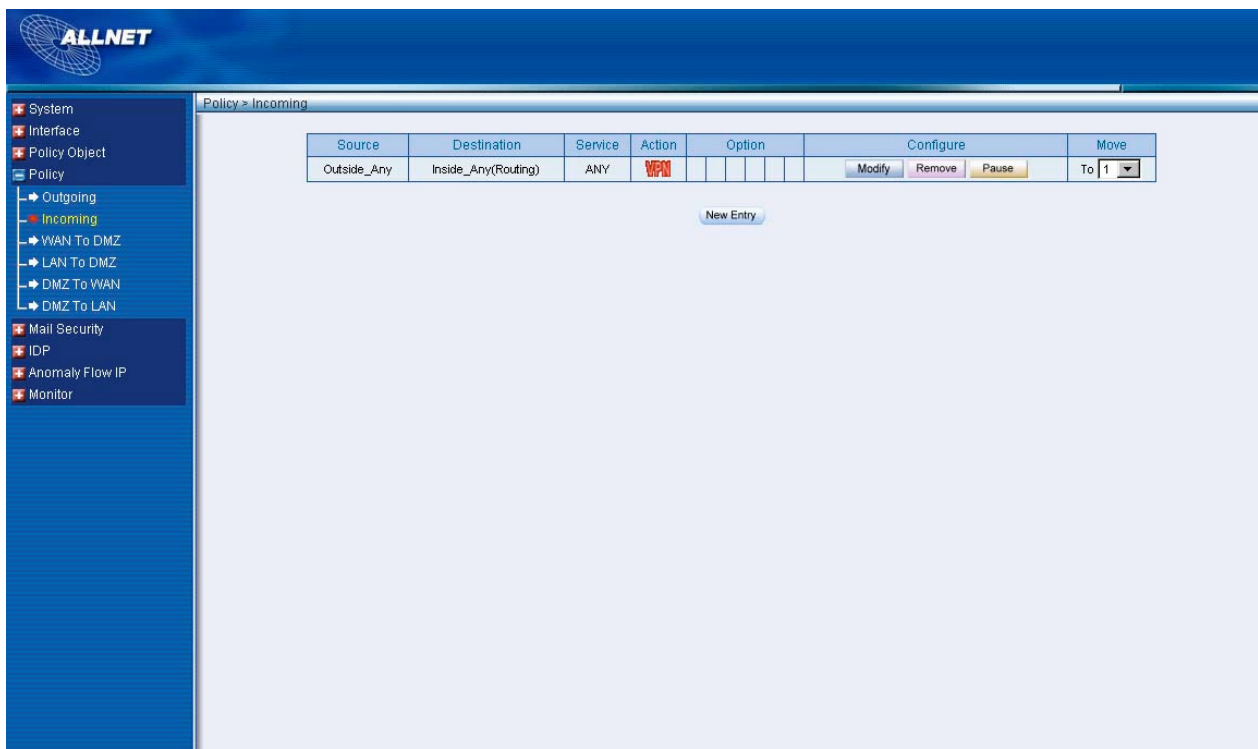 ALLNET
System
Interface
Policy Object
Policy
Outgoing
Incoming
WAN To DMZ
LAN To DMZ
DMZ To WAN
DMZ To LAN
Mail Security
IDP
Anomaly Flow IP
Monitor
Policy > Incoming
Source Destination Service Action Option Configure Move
Outside_Any Inside_Any(Routing) ANY VPN Modify Remove Pause To 1
New Entry